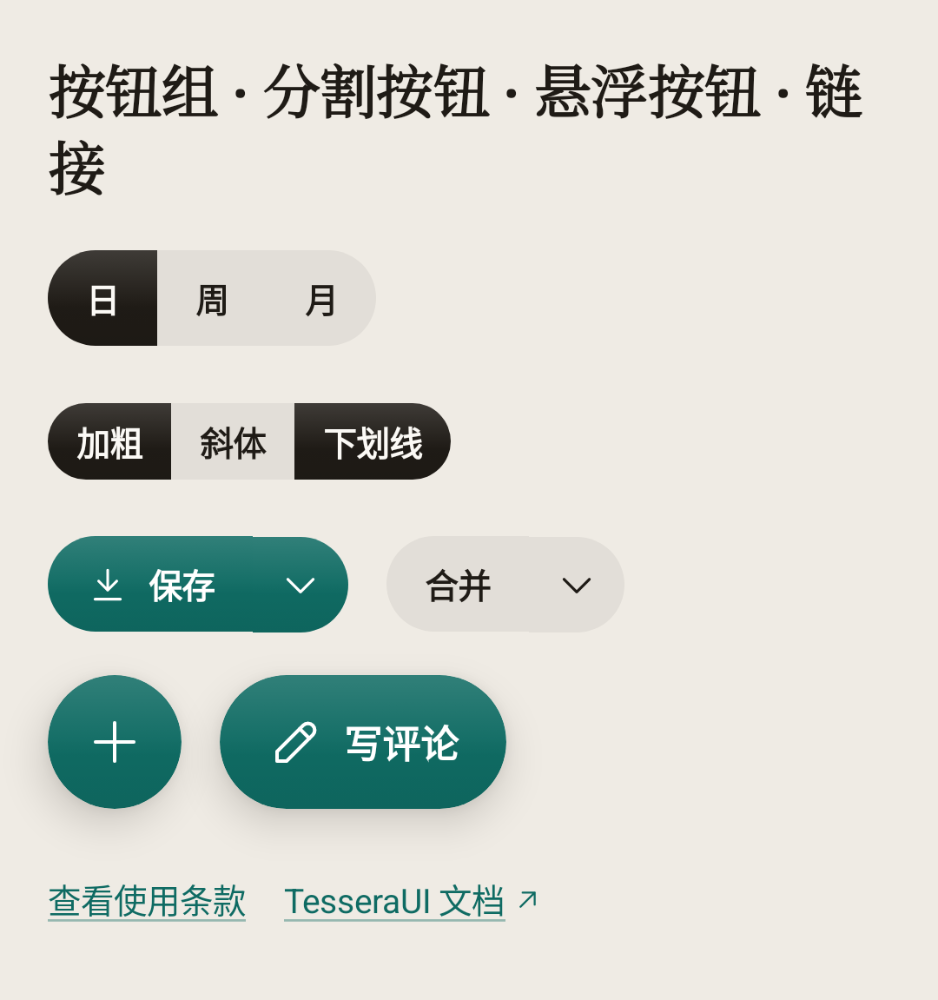 按钮组 · 分割按钮 · 悬浮按钮 · 链
接
日 周 月
加粗 斜体 下划线
保存 合并
写评论
查看使用条款 TesseraUI 文档